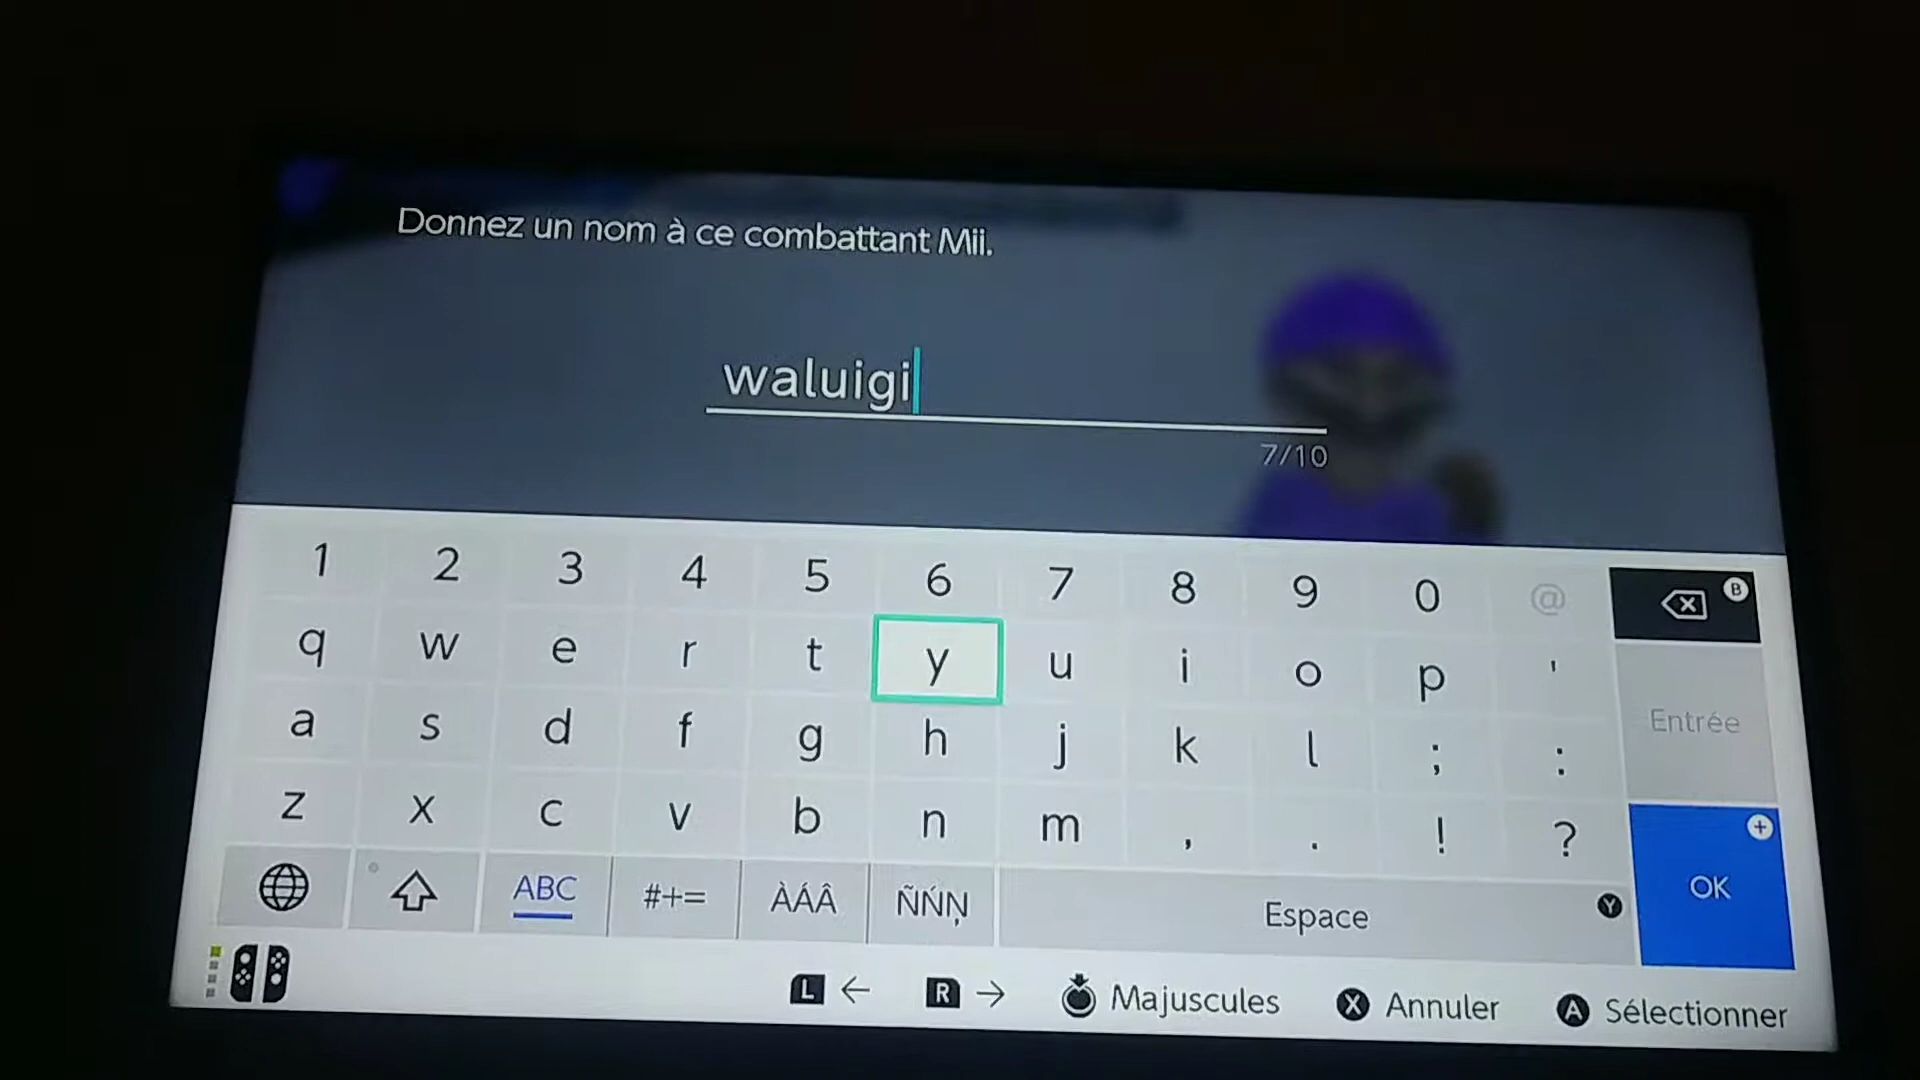 Donnez un nom à ce combattant Mii.
waluigi
7/10
1 2 3 4 5 6 7 8 9 0 @
B
q w e r t y u i o p '
Entrée
a s d f g h j k l ; :
z x c v b n m , . ! ?
+
OK
ABC #+= ÀÁÂ ÑŃŅ Espace Y
L ← R → Majuscules X Annuler A Sélectionner